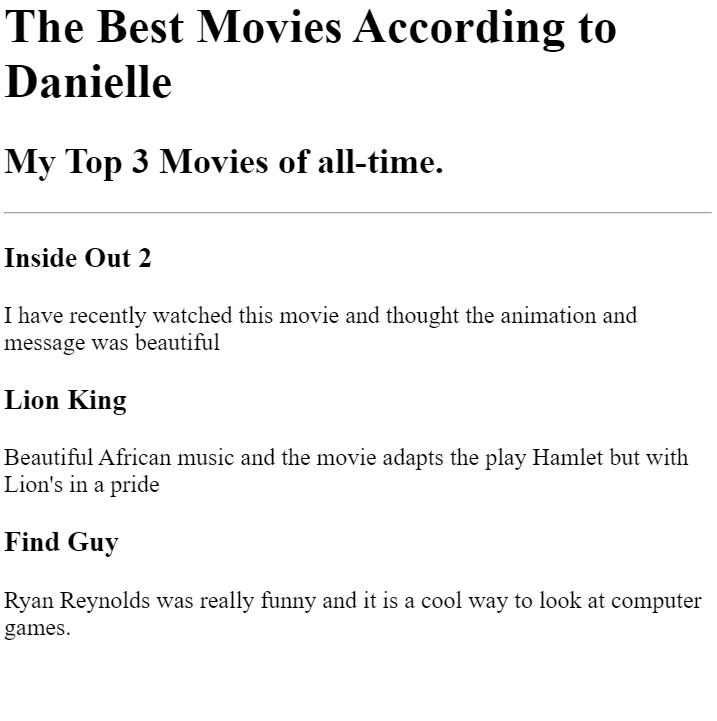 The Best Movies According to
Danielle
My Top 3 Movies of all-time.
Inside Out 2
I have recently watched this movie and thought the animation and
message was beautiful
Lion King
Beautiful African music and the movie adapts the play Hamlet but with
Lion's in a pride
Find Guy
Ryan Reynolds was really funny and it is a cool way to look at computer
games.